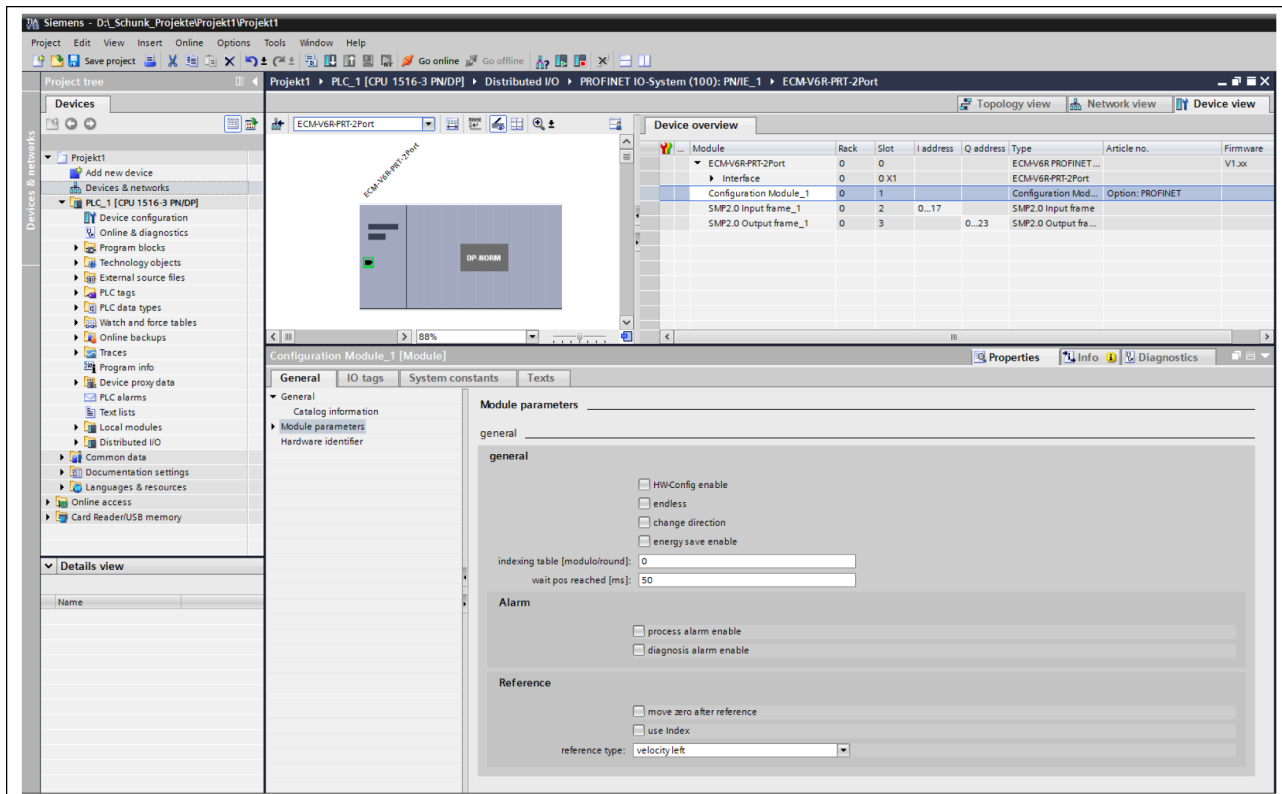 Siemens - D:\_Schunk_Projekte\Projekt1\Projekt1
Project Edit View Insert Online Options Tools Window Help
Save project Go online Go offline
Project tree
Projekt1 PLC_1 [CPU 1516-3 PN/DP] Distributed I/O PROFINET IO-System (100): PN/IE_1 ECM-V6R-PRT-2Port
Devices
Topology view Network view Device view
Devices & networks
ECM-V6R-PRT-2Port
Device overview
Module Rack Slot I address Q address Type Article no. Firmware
ECM-V6R-PRT-2Port 0 0 ECM-V6R PROFINET ... V1.xx
Interface 0 0 X1 ECM-V6R-PRT-2Port
Configuration Module_1 0 1 Configuration Mod... Option: PROFINET
SMP2.0 Input frame_1 0 2 0...17 SMP2.0 Input frame
SMP2.0 Output frame_1 0 3 0...23 SMP2.0 Output fra...
ECM-V6R-PRT-2Port
DP-NORM
88%
Projekt1
Add new device
Devices & networks
PLC_1 [CPU 1516-3 PN/DP]
Device configuration
Online & diagnostics
Program blocks
Technology objects
External source files
PLC tags
PLC data types
Watch and force tables
Online backups
Traces
Program info
Device proxy data
PLC alarms
Text lists
Local modules
Distributed I/O
Common data
Documentation settings
Languages & resources
Online access
Card Reader/USB memory
Details view
Name
Configuration Module_1 [Module]
Properties Info Diagnostics
General IO tags System constants Texts
General
Catalog information
Module parameters
Hardware identifier
Module parameters
general
general
HW-Config enable
endless
change direction
energy save enable
indexing table [modulo/round]: 0
wait pos reached [ms]: 50
Alarm
process alarm enable
diagnosis alarm enable
Reference
move zero after reference
use Index
reference type: velocity left